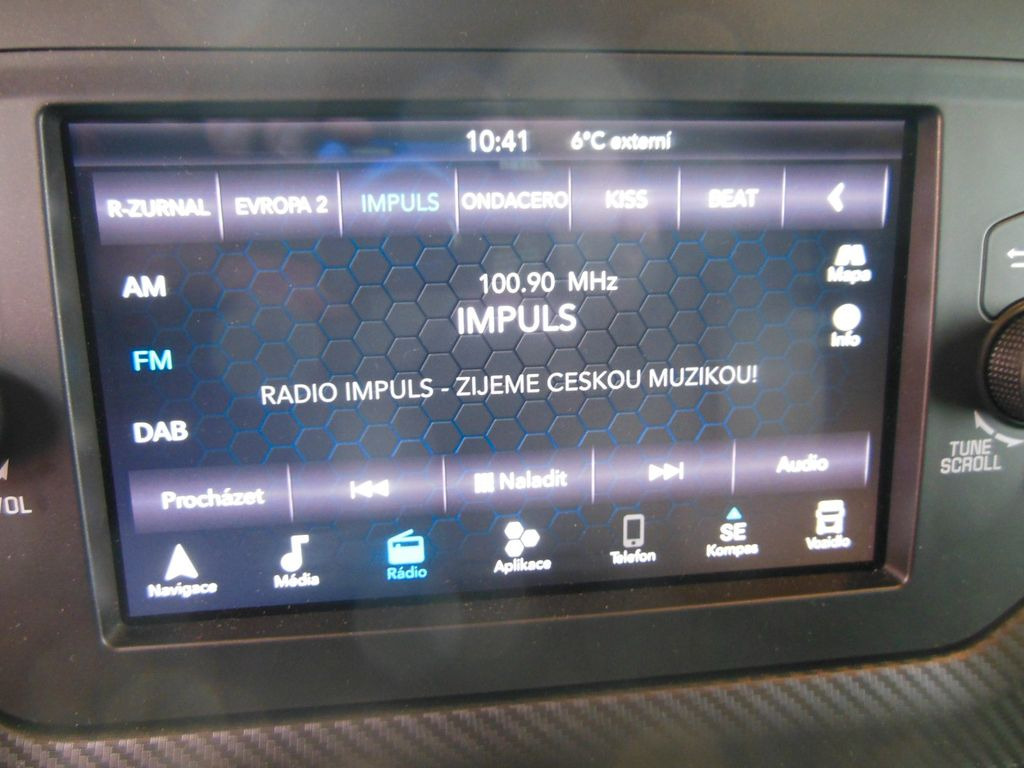 10:41 6°C externí
R-ZURNAL EVROPA 2 IMPULS ONDACERO KISS BEAT
Mapa
AM 100.90 MHz
IMPULS
Info
FM
RADIO IMPULS - ZIJEME CESKOU MUZIKOU!
DAB
TUNE
SCROLL
VOL
Procházet Naladit Audio
SE
Navigace Média Rádio Aplikace Telefon Kompas Vozidlo